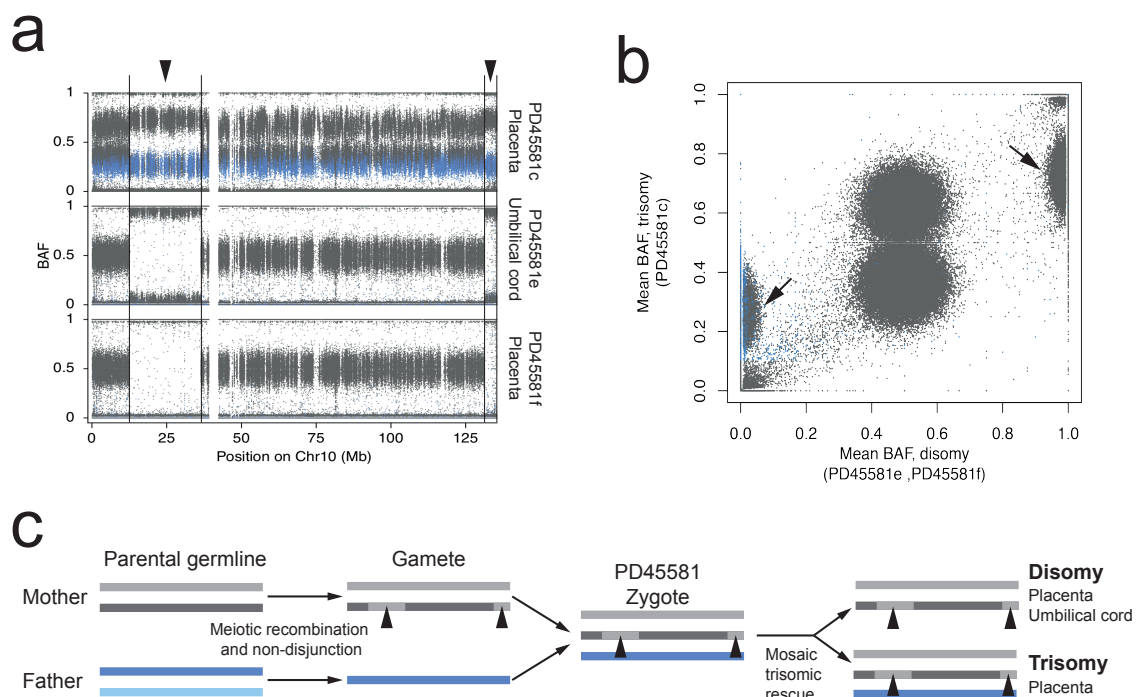 a
1
0.5
0
PD45581c
Placenta
1
0.5
0
PD45581e
Umbilical cord
1
0.5
0
PD45581f
Placenta
BAF
0 25 50 75 100 125
Position on Chr10 (Mb)
b
1.0
0.8
0.6
0.4
0.2
0.0
Mean BAF, trisomy
(PD45581c)
0.0 0.2 0.4 0.6 0.8 1.0
Mean BAF, disomy
(PD45581e ,PD45581f)
c
Parental germline
Gamete
PD45581
Zygote
Disomy
Placenta
Umbilical cord
Mother
Meiotic recombination
and non-disjunction
Father
Mosaic
trisomic
rescue
Trisomy
Placenta